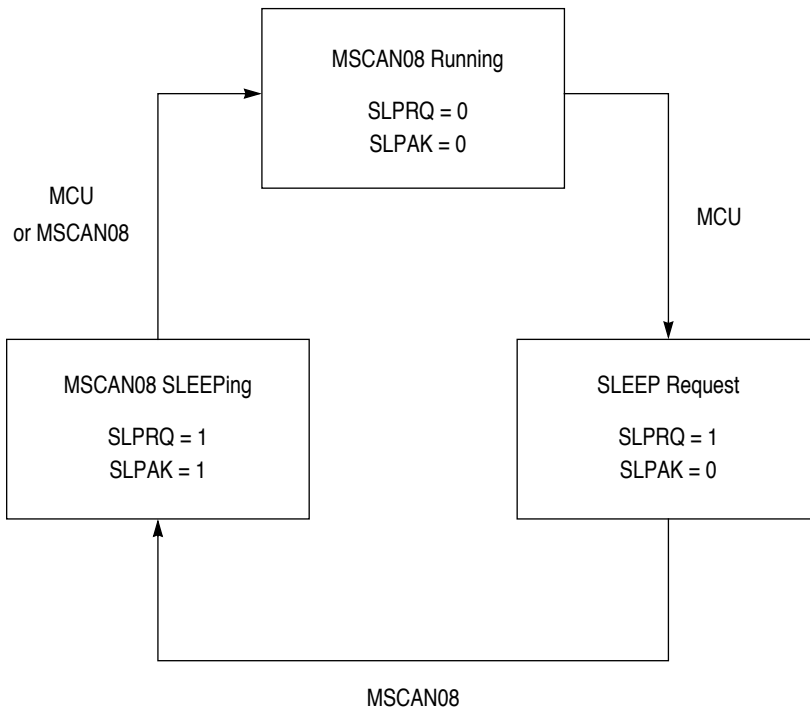 MSCAN08 Running
SLPRQ = 0
SLPAK = 0
MCU
or MSCAN08
MCU
MSCAN08 SLEEPing
SLPRQ = 1
SLPAK = 1
SLEEP Request
SLPRQ = 1
SLPAK = 0
MSCAN08